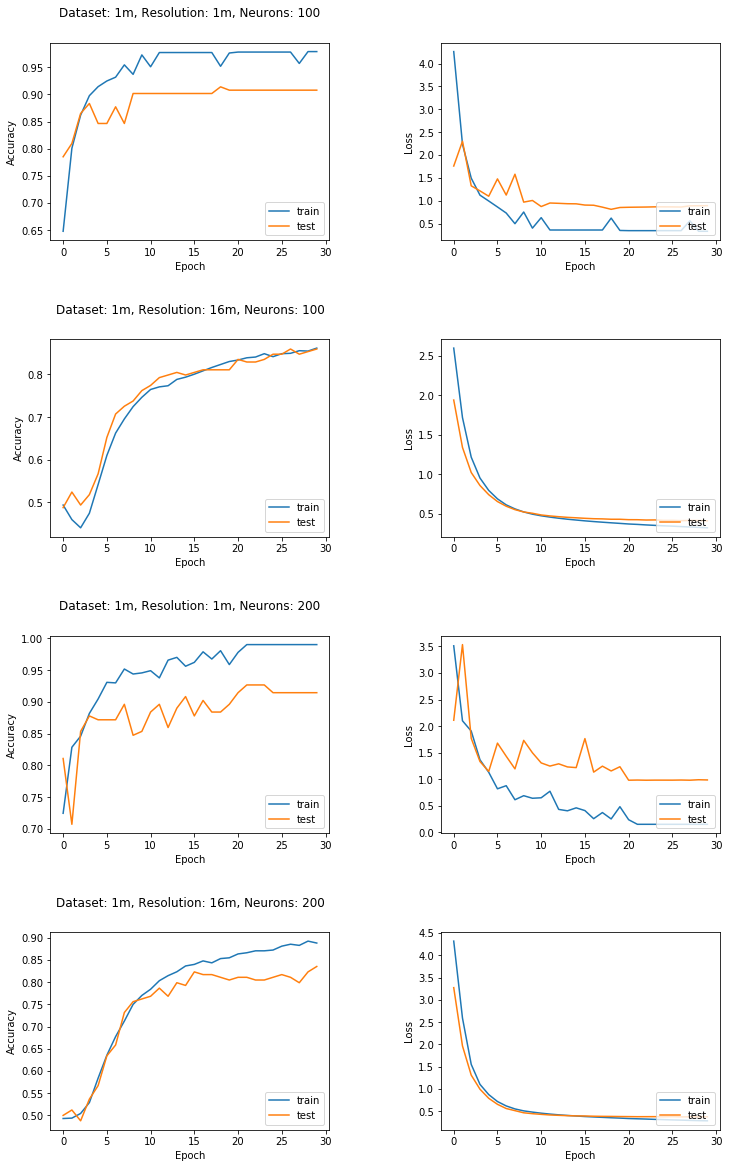 Dataset: 1m, Resolution: 1m, Neurons: 100
0.95
0.90
0.85
0.80
0.75
0.70
0.65
Accuracy
0 5 10 15 20 25 30
Epoch
train
test
4.0
3.5
3.0
2.5
2.0
1.5
1.0
0.5
Loss
0 5 10 15 20 25 30
Epoch
train
test
Dataset: 1m, Resolution: 16m, Neurons: 100
0.8
0.7
0.6
0.5
Accuracy
0 5 10 15 20 25 30
Epoch
train
test
2.5
2.0
1.5
1.0
0.5
Loss
0 5 10 15 20 25 30
Epoch
train
test
Dataset: 1m, Resolution: 1m, Neurons: 200
1.00
0.95
0.90
0.85
0.80
0.75
0.70
Accuracy
0 5 10 15 20 25 30
Epoch
train
test
3.5
3.0
2.5
2.0
1.5
1.0
0.5
0.0
Loss
0 5 10 15 20 25 30
Epoch
train
test
Dataset: 1m, Resolution: 16m, Neurons: 200
0.90
0.85
0.80
0.75
0.70
0.65
0.60
0.55
0.50
Accuracy
0 5 10 15 20 25 30
Epoch
train
test
4.5
4.0
3.5
3.0
2.5
2.0
1.5
1.0
0.5
Loss
0 5 10 15 20 25 30
Epoch
train
test